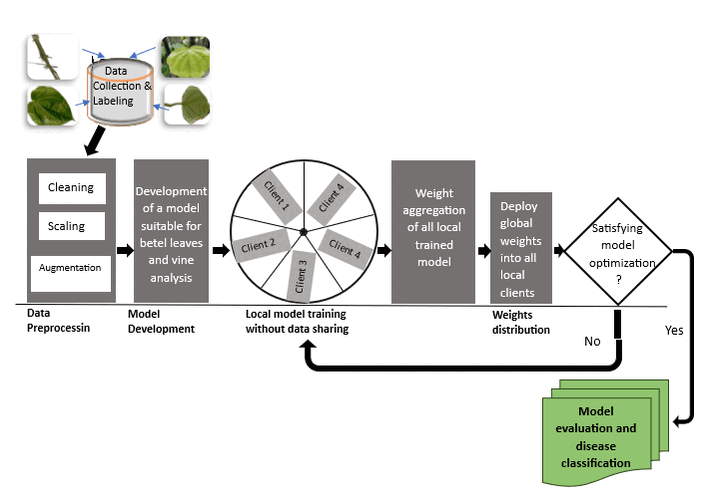 Data
Collection &
Labeling
Cleaning
Scaling
Augmentation
Data
Preprocessin
Development
of a model
suitable for
betel leaves
and vine
analysis
Model
Development
Client 1
Client 4
Client 2
Client 4
Client 3
Local model training
without data sharing
Weight
aggregation
of all local
trained
model
Deploy
global
weights
into all
local
clients
Weights
distribution
Satisfying
model
optimization
?
No
Yes
Model
evaluation and
disease
classification